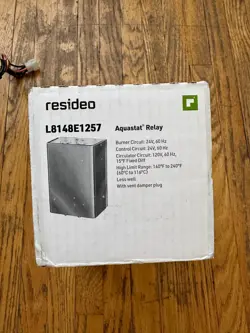 resideo
L8148E1257
Aquastat® Relay
Burner Circuit: 24V, 60 Hz
Control Circuit: 24V, 60 Hz
Circulator Circuit: 120V, 60 Hz,
15°F Fixed Diff
High Limit Range: 140°F to 240°F
(60°C to 116°C)
Less well
With vent damper plug